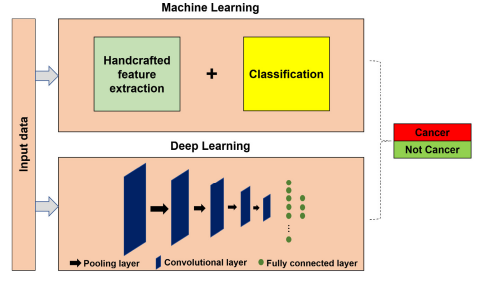 Machine Learning
Input data
Handcrafted
feature
extraction
+
Classification
Cancer
Not Cancer
Deep Learning
Pooling layer
Convolutional layer
Fully connected layer